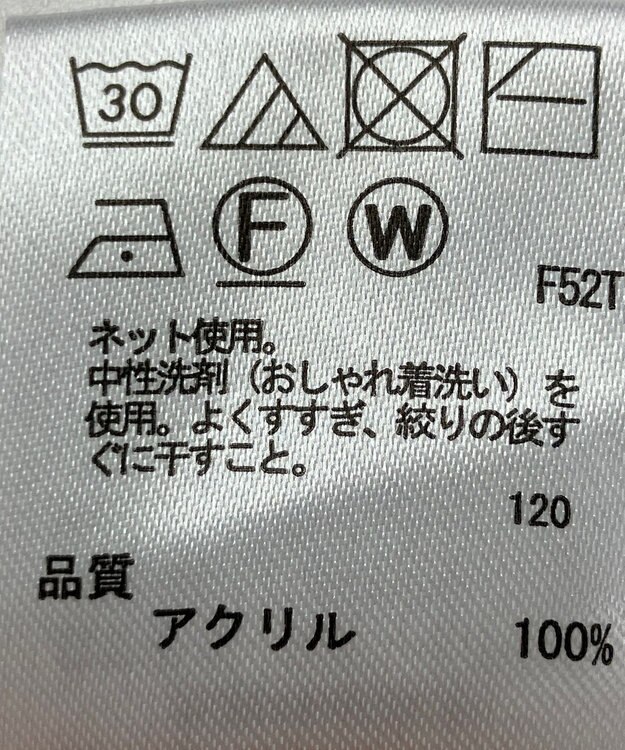 30
F W
F52T
ネット使用。
中性洗剤（おしゃれ着洗い）を
使用。よくすすぎ、絞りの後す
ぐに干すこと。
120
品質
アクリル 100%